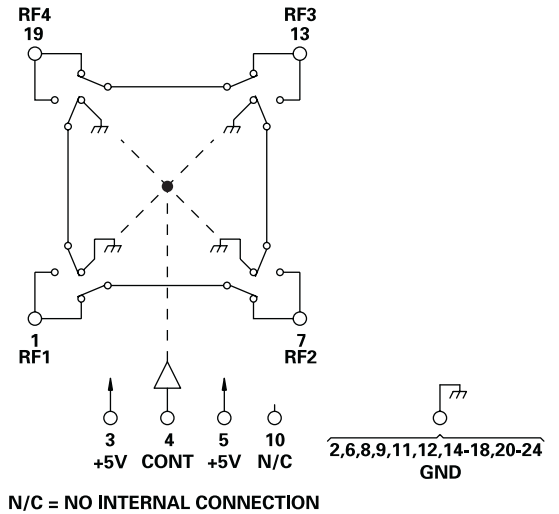 RF4
19
RF3
13
1
RF1
7
RF2
3
+5V
4
CONT
5
+5V
10
N/C
2,6,8,9,11,12,14-18,20-24
GND
N/C = NO INTERNAL CONNECTION